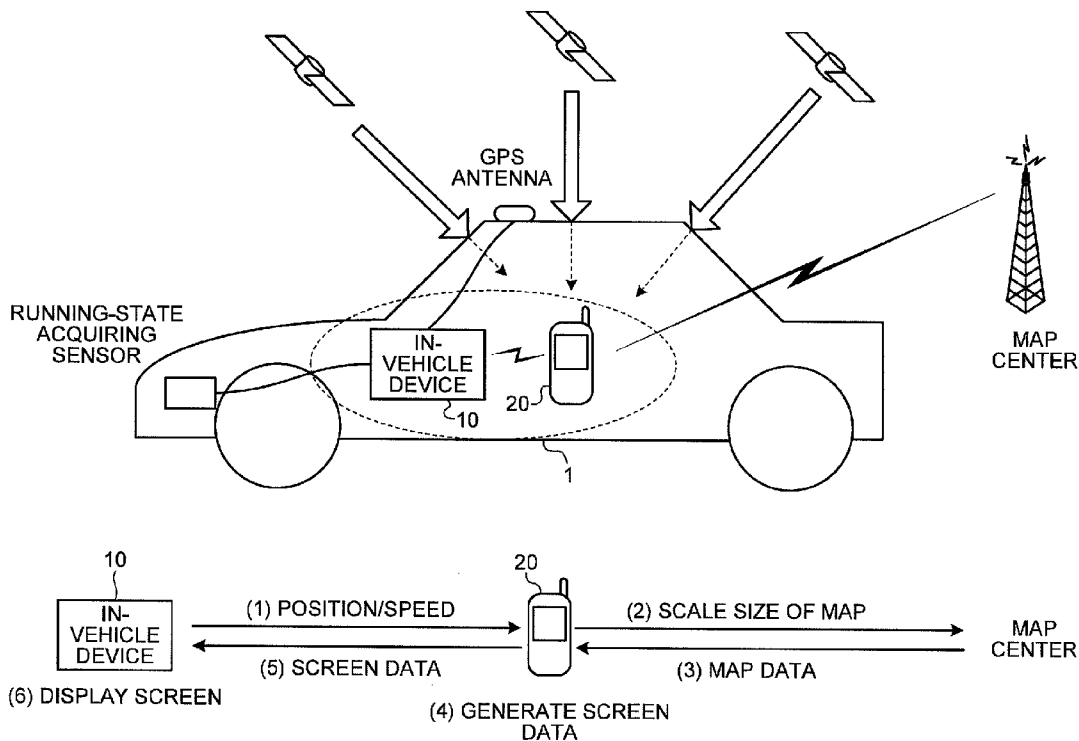 GPS
ANTENNA
RUNNING-STATE
ACQUIRING
SENSOR
IN-
VEHICLE
DEVICE
10
20
MAP
CENTER
1
10
20
IN-
VEHICLE
DEVICE
(1) POSITION/SPEED
(2) SCALE SIZE OF MAP
MAP
CENTER
(5) SCREEN DATA
(3) MAP DATA
(6) DISPLAY SCREEN
(4) GENERATE SCREEN
DATA